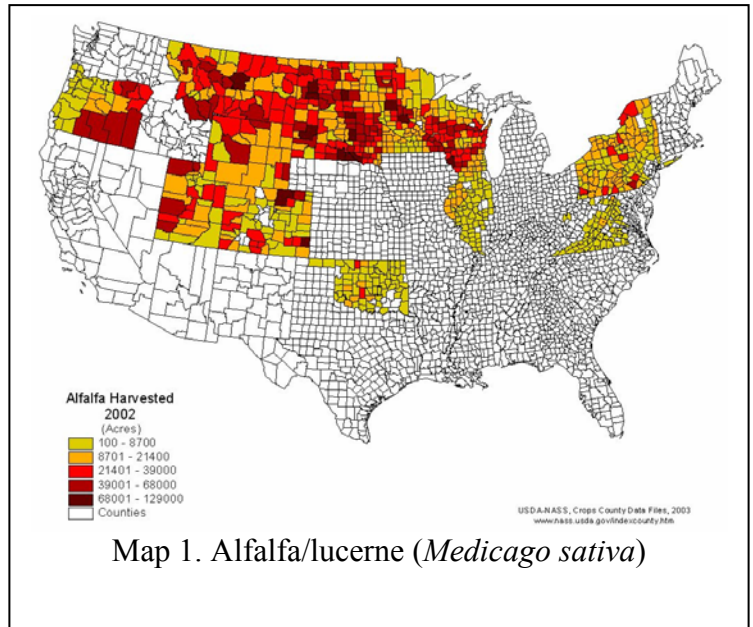 Alfalfa Harvested
2002
(Acres)
100 - 8700
8701 - 21400
21401 - 39000
39001 - 68000
68001 - 129000
Counties
USDA-NASS, Crops County Data Files, 2003
www.nass.usda.gov/indexcounty.htm
Map 1. Alfalfa/lucerne (Medicago sativa)